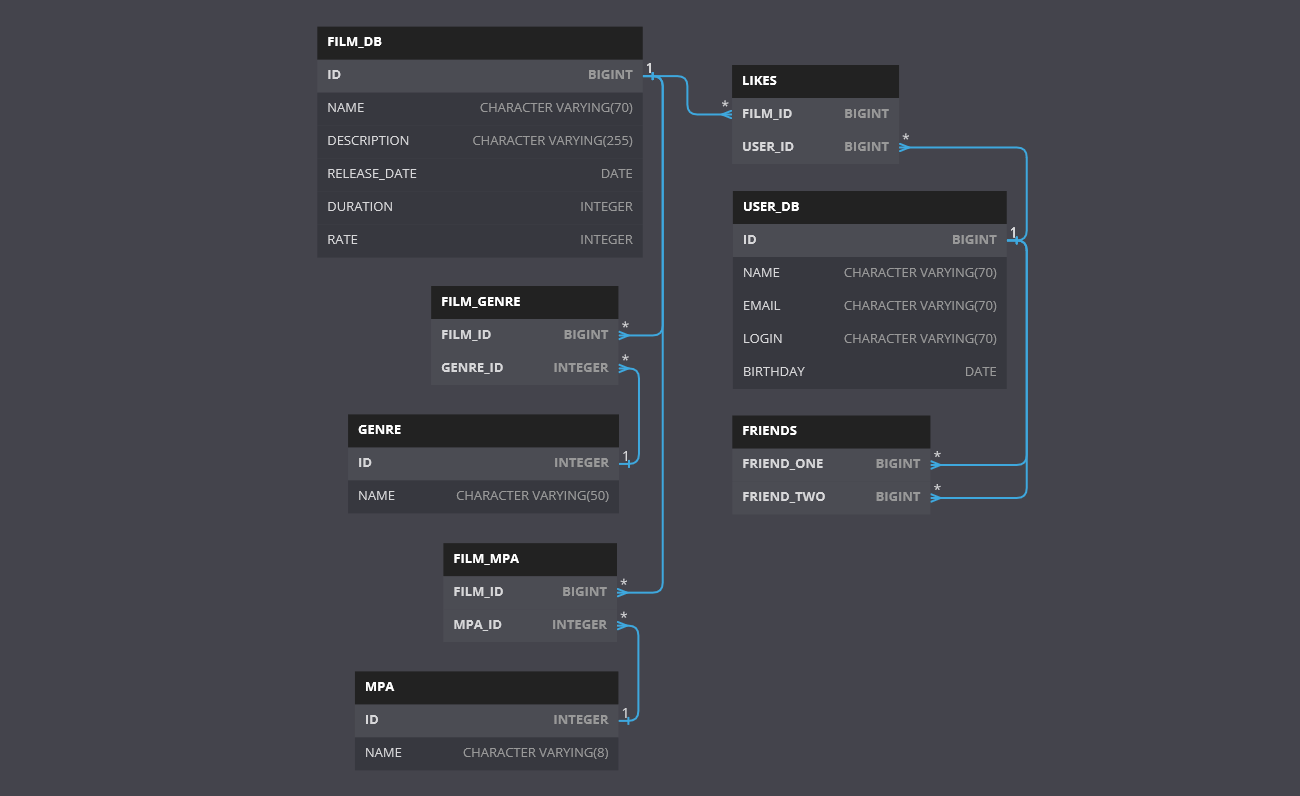 FILM_DB
ID BIGINT
NAME CHARACTER VARYING(70)
DESCRIPTION CHARACTER VARYING(255)
RELEASE_DATE DATE
DURATION INTEGER
RATE INTEGER
1
*
LIKES
FILM_ID BIGINT
USER_ID BIGINT
*
USER_DB
ID BIGINT
1
NAME CHARACTER VARYING(70)
EMAIL CHARACTER VARYING(70)
LOGIN CHARACTER VARYING(70)
BIRTHDAY DATE
FILM_GENRE
FILM_ID BIGINT
*
GENRE_ID INTEGER
*
GENRE
ID INTEGER
1
NAME CHARACTER VARYING(50)
FRIENDS
FRIEND_ONE BIGINT
*
FRIEND_TWO BIGINT
*
FILM_MPA
FILM_ID BIGINT
*
MPA_ID INTEGER
*
MPA
ID INTEGER
1
NAME CHARACTER VARYING(8)